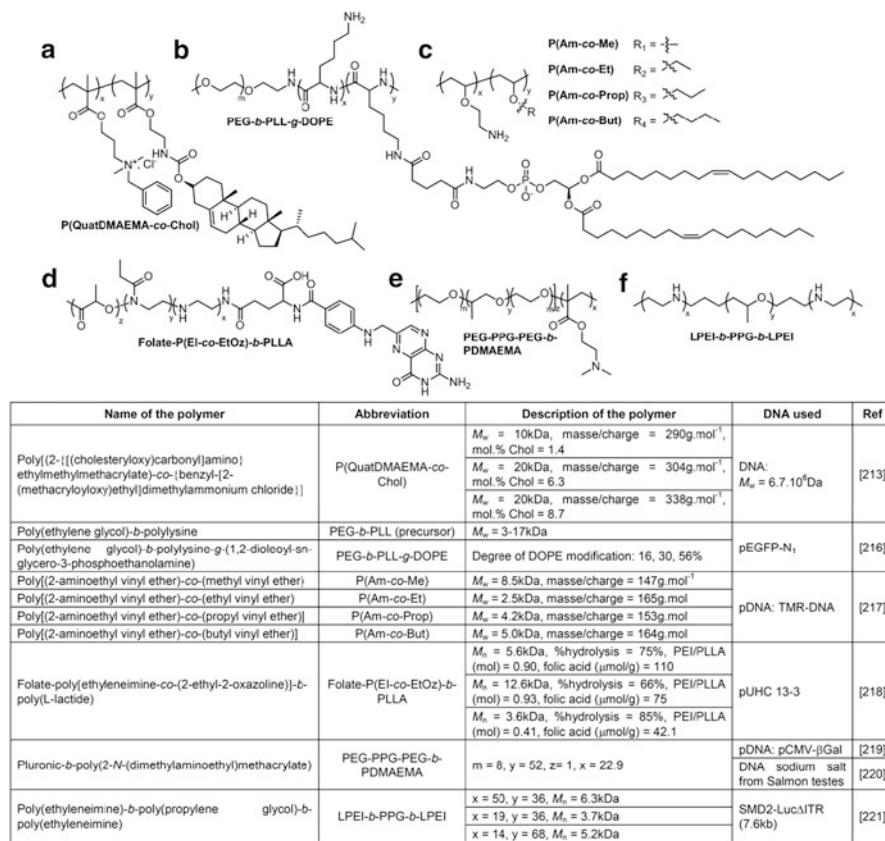 a
b
c
P(Am-co-Me) R1 =
P(Am-co-Et) R2 =
P(Am-co-Prop) R3 =
P(Am-co-But) R4 =
PEG-b-PLL-g-DOPE
P(QuatDMAEMA-co-Chol)
d
e
f
Folate-P(EI-co-EtOz)-b-PLLA
PEG-PPG-PEG-b-
PDMAEMA
LPEI-b-PPG-b-LPEI
Name of the polymer Abbreviation Description of the polymer DNA used Ref
Poly[(2-{[(cholesteryloxy)carbonyl]amino}
ethylmethylmethacrylate)-co-{benzyl-[2-
(methacryloyloxy)ethyl]dimethylammonium chloride}]
P(QuatDMAEMA-co-
Chol)
Mw = 10kDa, masse/charge = 290g.mol-1,
mol.% Chol = 1.4
Mw = 20kDa, masse/charge = 304g.mol-1,
mol.% Chol = 6.3
Mw = 20kDa, masse/charge = 338g.mol-1,
mol.% Chol = 8.7
DNA:
Mw = 6.7.10^6Da
[213]
Poly(ethylene glycol)-b-polylysine PEG-b-PLL (precursor) Mw = 3-17kDa
Poly(ethylene glycol)-b-polylysine-g-(1,2-dioleoyl-sn-
glycero-3-phosphoethanolamine)
PEG-b-PLL-g-DOPE Degree of DOPE modification: 16, 30, 56%
pEGFP-N1 [216]
Poly[(2-aminoethyl vinyl ether)-co-(methyl vinyl ether) P(Am-co-Me) Mw = 8.5kDa, masse/charge = 147g.mol-1
Poly[(2-aminoethyl vinyl ether)-co-(ethyl vinyl ether) P(Am-co-Et) Mw = 2.5kDa, masse/charge = 165g.mol
Poly[(2-aminoethyl vinyl ether)-co-(propyl vinyl ether)] P(Am-co-Prop) Mw = 4.2kDa, masse/charge = 153g.mol
Poly[(2-aminoethyl vinyl ether)-co-(butyl vinyl ether)] P(Am-co-But) Mw = 5.0kDa, masse/charge = 164g.mol
pDNA: TMR-DNA [217]
Folate-poly[ethyleneimine-co-(2-ethyl-2-oxazoline)]-b-
poly(L-lactide)
Folate-P(EI-co-EtOz)-b-
PLLA
Mn = 5.6kDa, %hydrolysis = 75%, PEI/PLLA
(mol) = 0.90, folic acid (µmol/g) = 110
Mn = 12.6kDa, %hydrolysis = 66%, PEI/PLLA
(mol) = 0.93, folic acid (µmol/g) = 75
Mn = 3.6kDa, %hydrolysis = 85%, PEI/PLLA
(mol) = 0.41, folic acid (µmol/g) = 42.1
pUHC 13-3 [218]
Pluronic-b-poly(2-N-(dimethylaminoethyl)methacrylate)
PEG-PPG-PEG-b-
PDMAEMA
m = 8, y = 52, z= 1, x = 22.9
pDNA: pCMV-βGal [219]
DNA sodium salt
from Salmon testes
[220]
Poly(ethyleneimine)-b-poly(propylene glycol)-b-
poly(ethyleneimine)
LPEI-b-PPG-b-LPEI
x = 50, y = 36, Mn = 6.3kDa
x = 19, y = 36, Mn = 3.7kDa
x = 14, y = 68, Mn = 5.2kDa
SMD2-LucΔITR
(7.6kb)
[221]